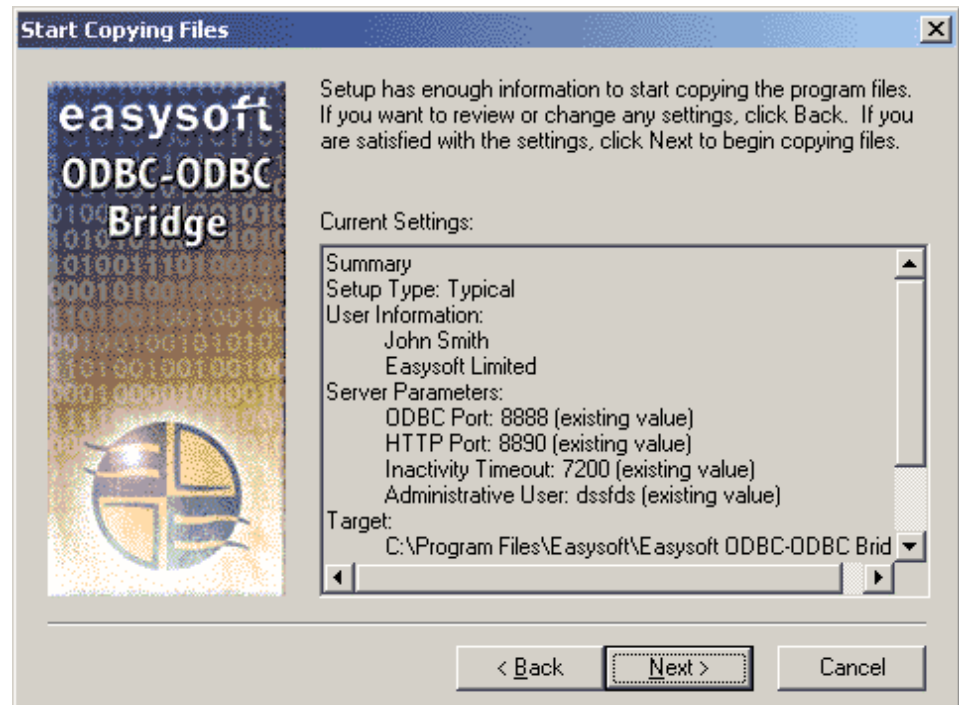 Start Copying Files
easysoft
ODBC-ODBC
Bridge
Setup has enough information to start copying the program files.
If you want to review or change any settings, click Back. If you
are satisfied with the settings, click Next to begin copying files.
Current Settings:
Summary
Setup Type: Typical
User Information:
John Smith
Easysoft Limited
Server Parameters:
ODBC Port: 8888 (existing value)
HTTP Port: 8890 (existing value)
Inactivity Timeout: 7200 (existing value)
Administrative User: dssfds (existing value)
Target:
C:\Program Files\Easysoft\Easysoft ODBC-ODBC Brid
< Back
Next >
Cancel